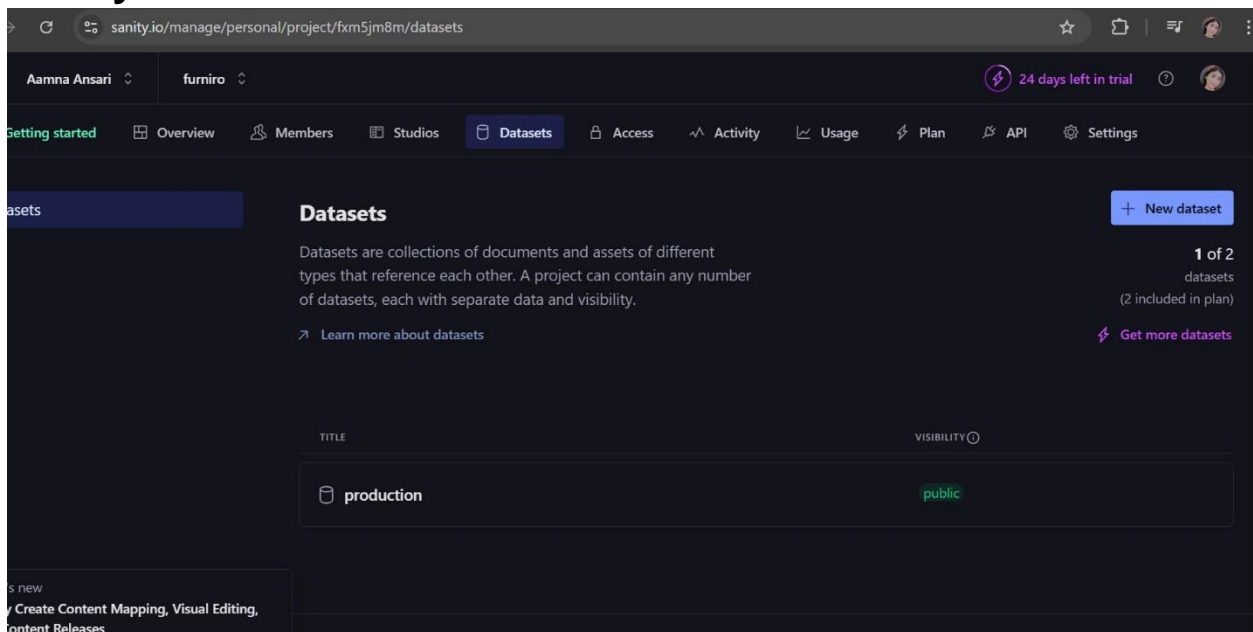 sanity.io/manage/personal/project/fxm5jm8m/datasets
Aamna Ansari furniro 24 days left in trial
Getting started Overview Members Studios Datasets Access Activity Usage Plan API Settings
asets
Datasets
+ New dataset
Datasets are collections of documents and assets of different
types that reference each other. A project can contain any number
of datasets, each with separate data and visibility.
1 of 2
datasets
(2 included in plan)
Learn more about datasets
Get more datasets
TITLE VISIBILITY
production public
's new
y Create Content Mapping, Visual Editing,
Content Releases